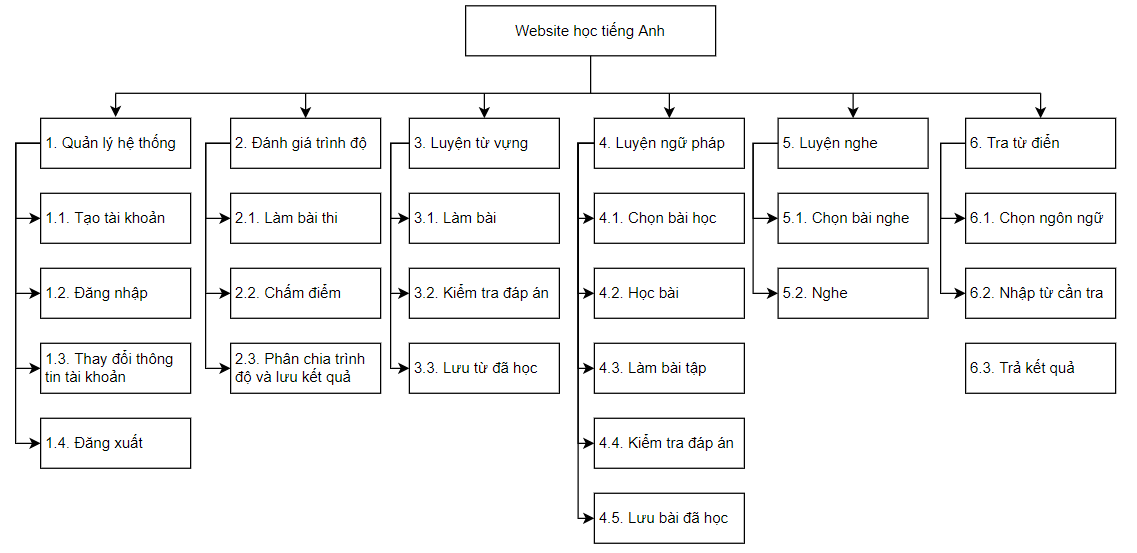 Website học tiếng Anh
1. Quản lý hệ thống
2. Đánh giá trình độ
3. Luyện từ vựng
4. Luyện ngữ pháp
5. Luyện nghe
6. Tra từ điển
1.1. Tạo tài khoản
2.1. Làm bài thi
3.1. Làm bài
4.1. Chọn bài học
5.1. Chọn bài nghe
6.1. Chọn ngôn ngữ
1.2. Đăng nhập
2.2. Chấm điểm
3.2. Kiểm tra đáp án
4.2. Học bài
5.2. Nghe
6.2. Nhập từ cần tra
1.3. Thay đổi thông
tin tài khoản
2.3. Phân chia trình
độ và lưu kết quả
3.3. Lưu từ đã học
4.3. Làm bài tập
6.3. Trả kết quả
1.4. Đăng xuất
4.4. Kiểm tra đáp án
4.5. Lưu bài đã học